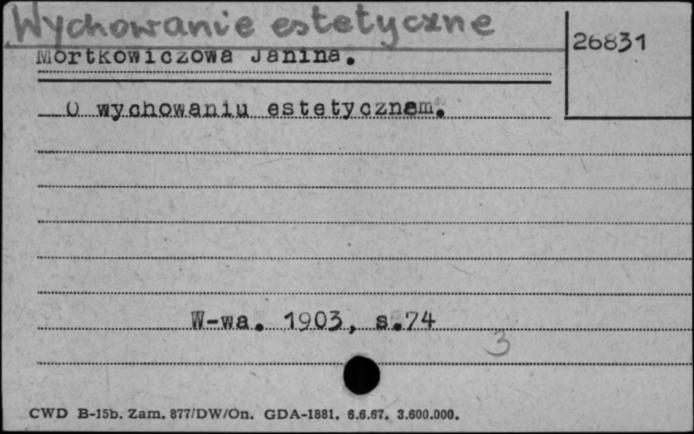 Wychowanie estetyczne
26831
Mortkowiczowa Janina.
O wychowaniu estetycznem.
W-wa. 1903, s.74
3
CWD B-15b. Zam. 877/DW/On. GDA-1881. 6.6.67. 3.600.000.